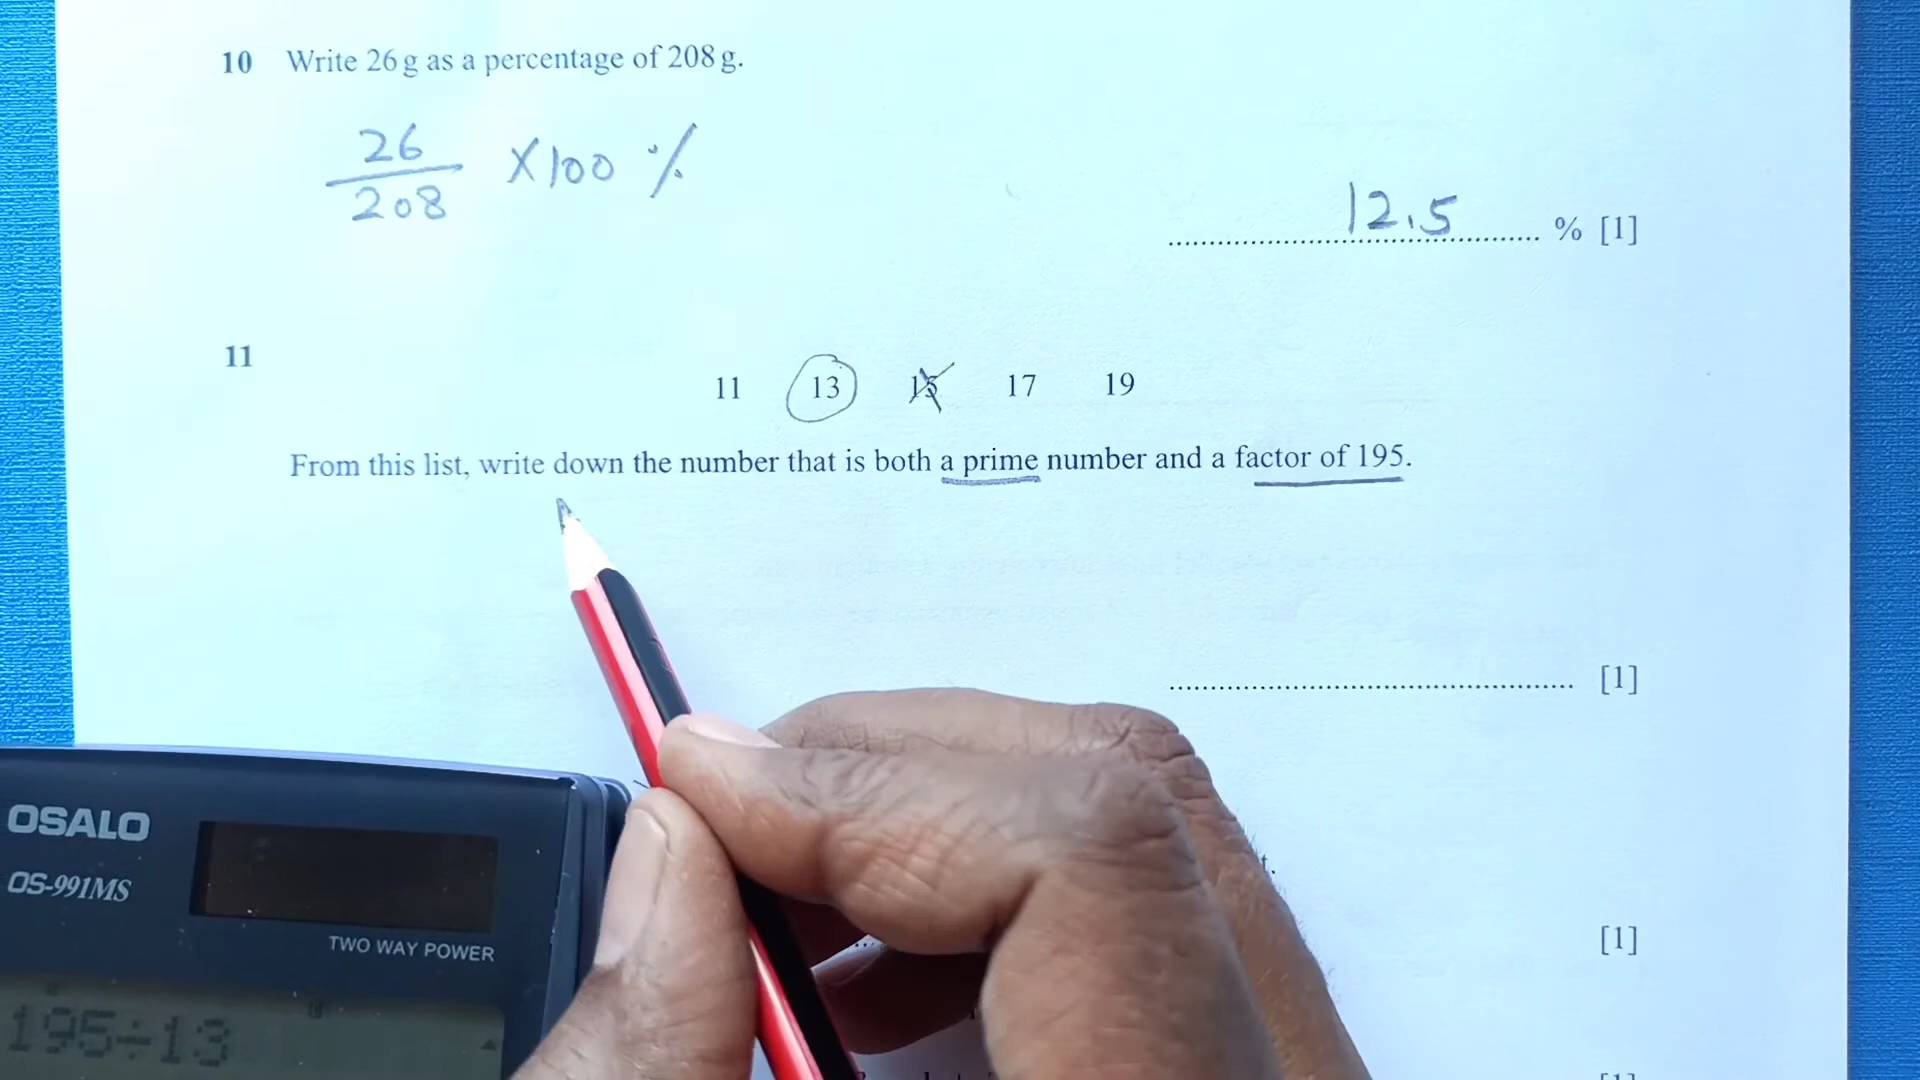 10 Write 26 g as a percentage of 208 g.
26
208
×100 %
12.5 % [1]
11
11 13 15 17 19
From this list, write down the number that is both a prime number and a factor of 195.
[1]
OSALO
OS-991MS
TWO WAY POWER
[1]
195÷13